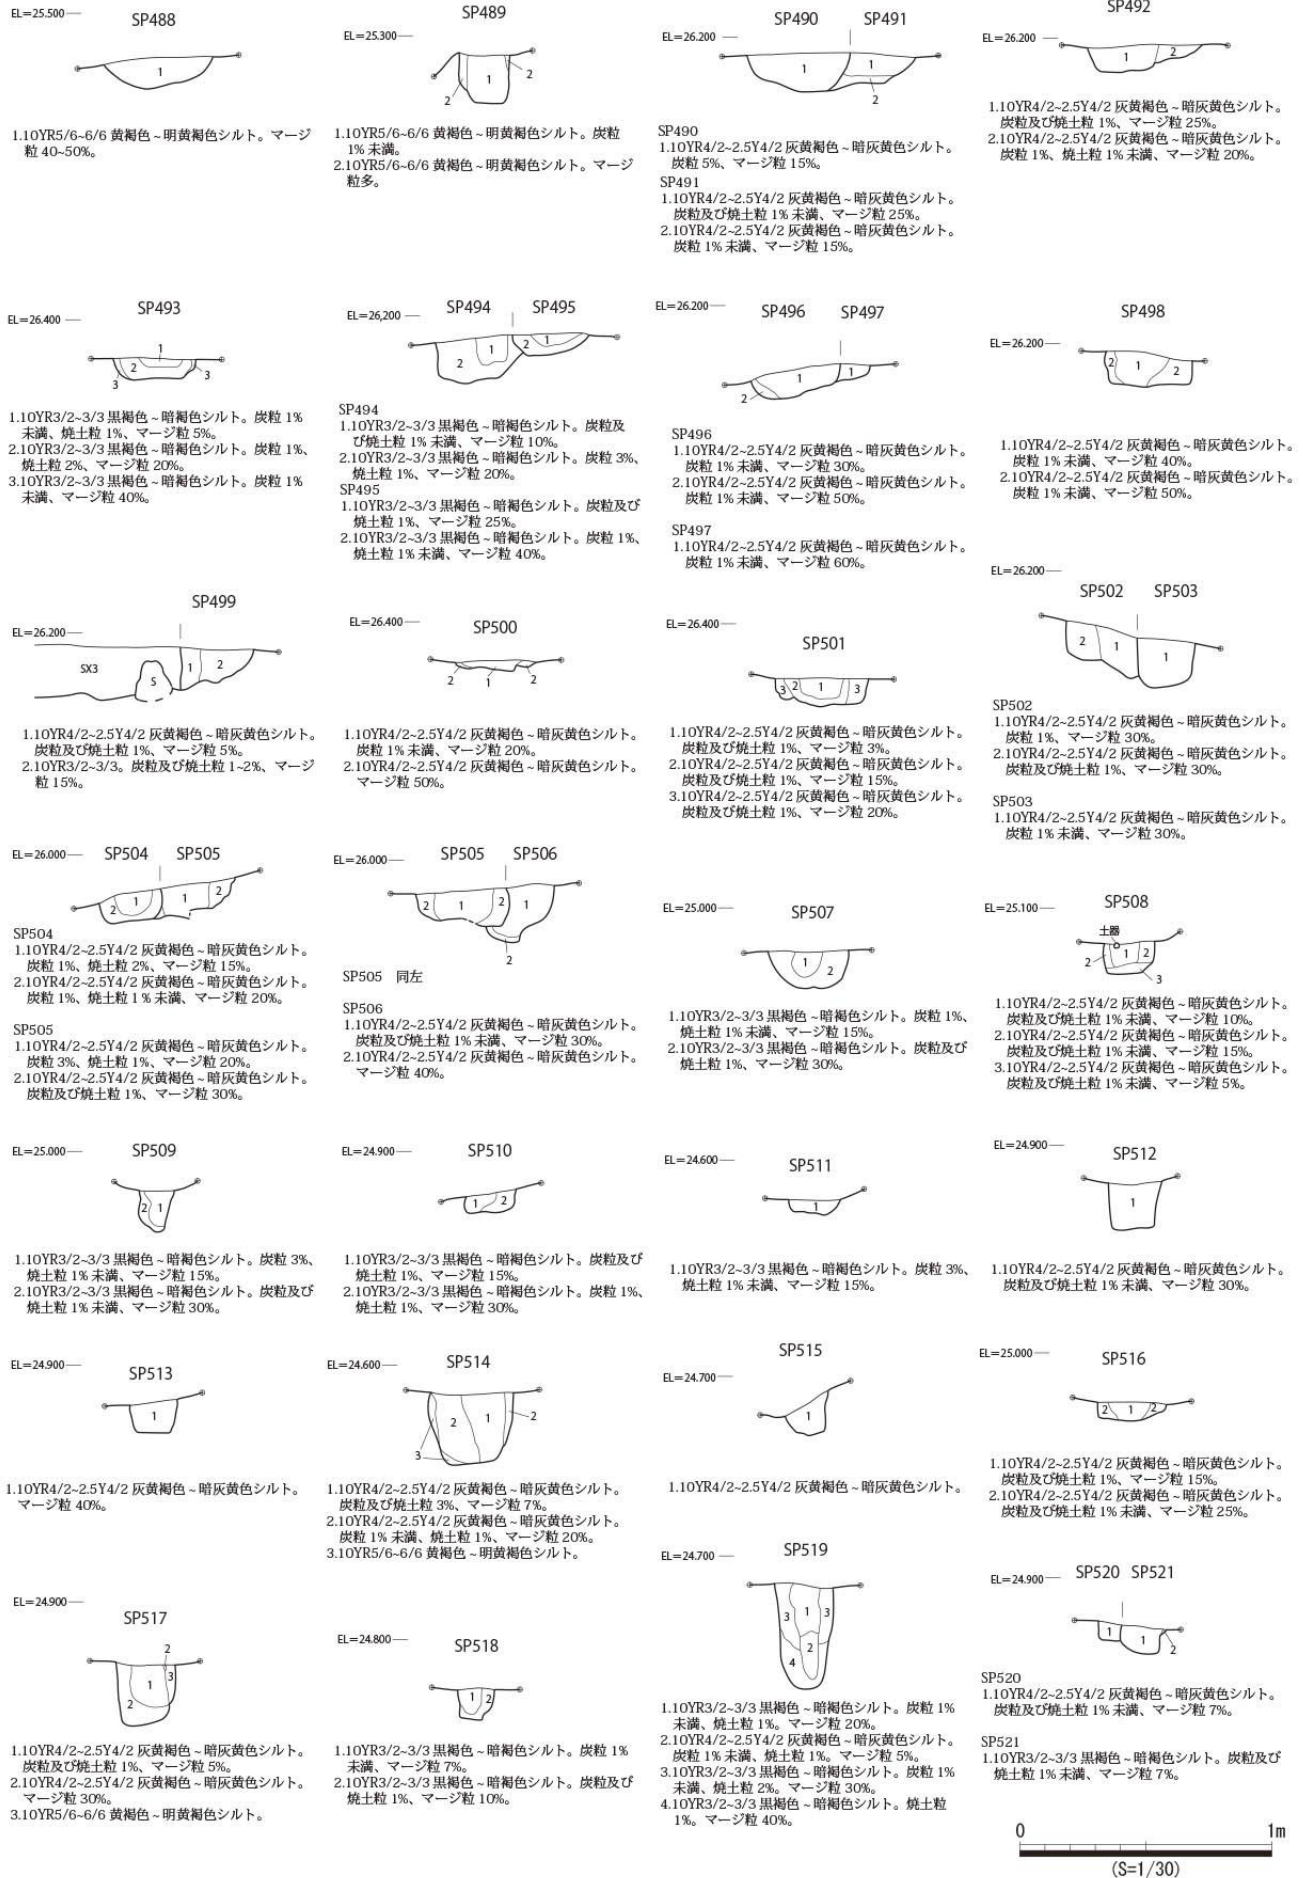 EL=25.500
SP488
1
1.10YR5/6~6/6 黄褐色~明黄褐色シルト。マージ
粒 40~50%。
SP489
EL=25.300
1
2
2
1.10YR5/6~6/6 黄褐色~明黄褐色シルト。炭粒
1% 未満。
2.10YR5/6~6/6 黄褐色~明黄褐色シルト。マージ
粒多。
SP490 SP491
EL=26.200
1
1
2
SP490
1.10YR4/2~2.5Y4/2 灰黄褐色~暗灰黄色シルト。
炭粒 5%、マージ粒 15%。
SP491
1.10YR4/2~2.5Y4/2 灰黄褐色~暗灰黄色シルト。
炭粒及び焼土粒 1% 未満、マージ粒 25%。
2.10YR4/2~2.5Y4/2 灰黄褐色~暗灰黄色シルト。
炭粒 1% 未満、マージ粒 15%。
SP492
EL=26.200
1
2
1.10YR4/2~2.5Y4/2 灰黄褐色~暗灰黄色シルト。
炭粒及び焼土粒 1%、マージ粒 25%。
2.10YR4/2~2.5Y4/2 灰黄褐色~暗灰黄色シルト。
炭粒 1%、焼土粒 1% 未満、マージ粒 20%。
SP493
EL=26.400
1
2
3
3
1.10YR3/2~3/3 黒褐色~暗褐色シルト。炭粒 1%
未満、焼土粒 1%、マージ粒 5%。
2.10YR3/2~3/3 黒褐色~暗褐色シルト。炭粒 1%、
焼土粒 2%、マージ粒 20%。
3.10YR3/2~3/3 黒褐色~暗褐色シルト。炭粒 1%
未満、マージ粒 40%。
SP494 SP495
EL=26,200
2
1
2
1
SP494
1.10YR3/2~3/3 黒褐色~暗褐色シルト。炭粒及
び焼土粒 1% 未満、マージ粒 10%。
2.10YR3/2~3/3 黒褐色~暗褐色シルト。炭粒 3%、
焼土粒 1%、マージ粒 20%。
SP495
1.10YR3/2~3/3 黒褐色~暗褐色シルト。炭粒及び
焼土粒 1%、マージ粒 25%。
2.10YR3/2~3/3 黒褐色~暗褐色シルト。炭粒 1%、
焼土粒 1% 未満、マージ粒 40%。
EL=26.200
SP496 SP497
1
1
2
SP496
1.10YR4/2~2.5Y4/2 灰黄褐色~暗灰黄色シルト。
炭粒 1% 未満、マージ粒 30%。
2.10YR4/2~2.5Y4/2 灰黄褐色~暗灰黄色シルト。
炭粒 1% 未満、マージ粒 50%。
SP497
1.10YR4/2~2.5Y4/2 灰黄褐色~暗灰黄色シルト。
炭粒 1% 未満、マージ粒 60%。
SP498
EL=26.200
2
1
2
1.10YR4/2~2.5Y4/2 灰黄褐色~暗灰黄色シルト。
炭粒 1% 未満、マージ粒 40%。
2.10YR4/2~2.5Y4/2 灰黄褐色~暗灰黄色シルト。
炭粒 1% 未満、マージ粒 50%。
SP499
EL=26.200
SX3
S
1
2
1.10YR4/2~2.5Y4/2 灰黄褐色~暗灰黄色シルト。
炭粒及び焼土粒 1%、マージ粒 5%。
2.10YR3/2~3/3。炭粒及び焼土粒 1~2%、マージ
粒 15%。
EL=26.400
SP500
2
1
2
1.10YR4/2~2.5Y4/2 灰黄褐色~暗灰黄色シルト。
炭粒 1% 未満、マージ粒 20%。
2.10YR4/2~2.5Y4/2 灰黄褐色~暗灰黄色シルト。
マージ粒 50%。
EL=26.400
SP501
3
2
1
3
1.10YR4/2~2.5Y4/2 灰黄褐色~暗灰黄色シルト。
炭粒及び焼土粒 1%、マージ粒 3%。
2.10YR4/2~2.5Y4/2 灰黄褐色~暗灰黄色シルト。
炭粒及び焼土粒 1%、マージ粒 15%。
3.10YR4/2~2.5Y4/2 灰黄褐色~暗灰黄色シルト。
炭粒及び焼土粒 1%、マージ粒 20%。
EL=26.200
SP502 SP503
2
1
1
SP502
1.10YR4/2~2.5Y4/2 灰黄褐色~暗灰黄色シルト。
炭粒 1%、マージ粒 30%。
2.10YR4/2~2.5Y4/2 灰黄褐色~暗灰黄色シルト。
炭粒及び焼土粒 1%、マージ粒 30%。
SP503
1.10YR4/2~2.5Y4/2 灰黄褐色~暗灰黄色シルト。
炭粒 1% 未満、マージ粒 30%。
EL=26.000
SP504 SP505
2
1
1
2
SP504
1.10YR4/2~2.5Y4/2 灰黄褐色~暗灰黄色シルト。
炭粒 1%、焼土粒 2%、マージ粒 15%。
2.10YR4/2~2.5Y4/2 灰黄褐色~暗灰黄色シルト。
炭粒 1%、焼土粒 1 % 未満、マージ粒 20%。
SP505
1.10YR4/2~2.5Y4/2 灰黄褐色~暗灰黄色シルト。
炭粒 3%、焼土粒 1%、マージ粒 20%。
2.10YR4/2~2.5Y4/2 灰黄褐色~暗灰黄色シルト。
炭粒及び焼土粒 1%、マージ粒 30%。
EL=26.000
SP505 SP506
2
1
2
1
2
SP505 同左
SP506
1.10YR4/2~2.5Y4/2 灰黄褐色~暗灰黄色シルト。
炭粒及び焼土粒 1% 未満、マージ粒 30%。
2.10YR4/2~2.5Y4/2 灰黄褐色~暗灰黄色シルト。
マージ粒 40%。
EL=25.000
SP507
1
2
1.10YR3/2~3/3 黒褐色~暗褐色シルト。炭粒 1%、
焼土粒 1% 未満、マージ粒 15%。
2.10YR3/2~3/3 黒褐色~暗褐色シルト。炭粒及び
焼土粒 1%、マージ粒 30%。
EL=25.100
SP508
土器
1
2
2
3
1.10YR4/2~2.5Y4/2 灰黄褐色~暗灰黄色シルト。
炭粒及び焼土粒 1% 未満、マージ粒 10%。
2.10YR4/2~2.5Y4/2 灰黄褐色~暗灰黄色シルト。
炭粒及び焼土粒 1% 未満、マージ粒 15%。
3.10YR4/2~2.5Y4/2 灰黄褐色~暗灰黄色シルト。
炭粒及び焼土粒 1% 未満、マージ粒 5%。
EL=25.000
SP509
2
1
1.10YR3/2~3/3 黒褐色~暗褐色シルト。炭粒 3%、
焼土粒 1% 未満、マージ粒 15%。
2.10YR3/2~3/3 黒褐色~暗褐色シルト。炭粒及び
焼土粒 1% 未満、マージ粒 30%。
EL=24.900
SP510
1
2
1.10YR3/2~3/3 黒褐色~暗褐色シルト。炭粒及び
焼土粒 1%、マージ粒 15%。
2.10YR3/2~3/3 黒褐色~暗褐色シルト。炭粒 1%、
焼土粒 1%、マージ粒 30%。
EL=24.600
SP511
1
1.10YR3/2~3/3 黒褐色~暗褐色シルト。炭粒 3%、
焼土粒 1% 未満、マージ粒 15%。
EL=24.900
SP512
1
1.10YR4/2~2.5Y4/2 灰黄褐色~暗灰黄色シルト。
炭粒及び焼土粒 1% 未満、マージ粒 30%。
EL=24.900
SP513
1
1.10YR4/2~2.5Y4/2 灰黄褐色~暗灰黄色シルト。
マージ粒 40%。
EL=24.600
SP514
2
1
2
3
1.10YR4/2~2.5Y4/2 灰黄褐色~暗灰黄色シルト。
炭粒及び焼土粒 3%、マージ粒 7%。
2.10YR4/2~2.5Y4/2 灰黄褐色~暗灰黄色シルト。
炭粒 1% 未満、焼土粒 1%、マージ粒 20%。
3.10YR5/6~6/6 黄褐色~明黄褐色シルト。
SP515
EL=24.700
1
1.10YR4/2~2.5Y4/2 灰黄褐色~暗灰黄色シルト。
EL=25.000
SP516
2
1
2
1.10YR4/2~2.5Y4/2 灰黄褐色~暗灰黄色シルト。
炭粒及び焼土粒 1%、マージ粒 15%。
2.10YR4/2~2.5Y4/2 灰黄褐色~暗灰黄色シルト。
炭粒及び焼土粒 1% 未満、マージ粒 25%。
EL=24.900
SP517
2
1
3
2
1.10YR4/2~2.5Y4/2 灰黄褐色~暗灰黄色シルト。
炭粒及び焼土粒 1%、マージ粒 5%。
2.10YR4/2~2.5Y4/2 灰黄褐色~暗灰黄色シルト。
マージ粒 30%。
3.10YR5/6~6/6 黄褐色~明黄褐色シルト。
EL=24.800
SP518
1
2
1.10YR3/2~3/3 黒褐色~暗褐色シルト。炭粒 1%
未満、マージ粒 7%。
2.10YR3/2~3/3 黒褐色~暗褐色シルト。炭粒及び
焼土粒 1%、マージ粒 10%。
EL=24.700
SP519
3
1
3
2
4
1.10YR3/2~3/3 黒褐色~暗褐色シルト。炭粒 1%
未満、焼土粒 1%。マージ粒 20%。
2.10YR4/2~2.5Y4/2 灰黄褐色~暗灰黄色シルト。
炭粒 1% 未満、焼土粒 1%。マージ粒 5%。
3.10YR3/2~3/3 黒褐色~暗褐色シルト。炭粒 1%
未満、焼土粒 2%。マージ粒 30%。
4.10YR3/2~3/3 黒褐色~暗褐色シルト。焼土粒
1%。マージ粒 40%。
EL=24.900
SP520 SP521
1
1
2
SP520
1.10YR4/2~2.5Y4/2 灰黄褐色~暗灰黄色シルト。
炭粒及び焼土粒 1% 未満、マージ粒 7%。
SP521
1.10YR3/2~3/3 黒褐色~暗褐色シルト。炭粒及び
焼土粒 1% 未満、マージ粒 7%。
0 1m
(S=1/30)